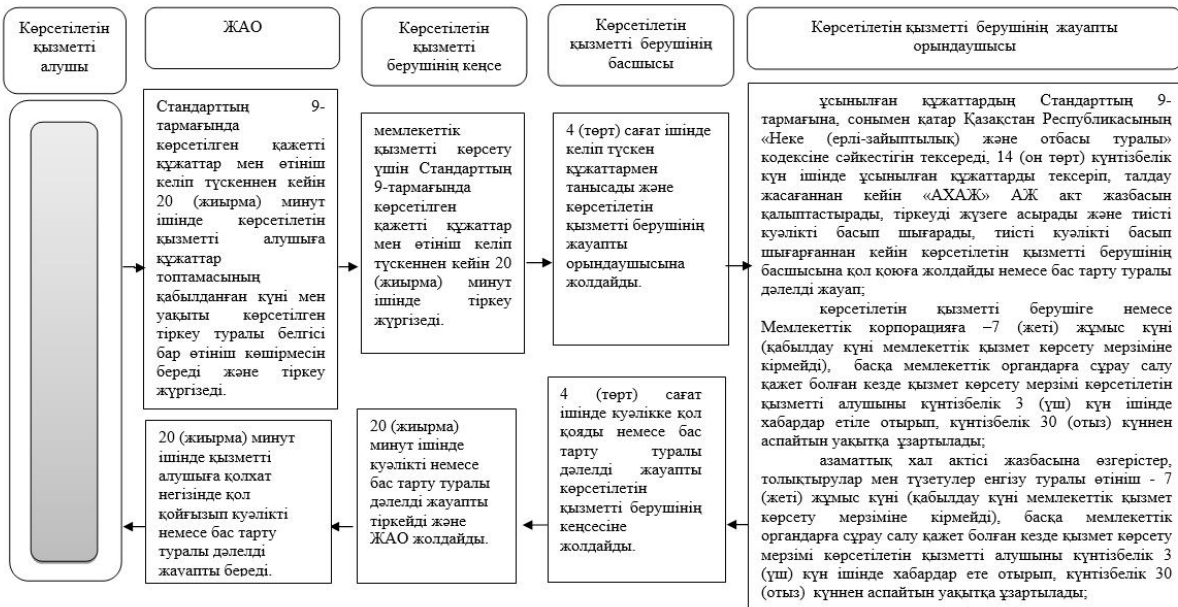 Көрсетілетін
қызметті
алушы
ЖАО
Көрсетілетін
қызметті
берушінің кеңсе
Көрсетілетін
қызметті берушінің
басшысы
Көрсетілетін қызметті берушінің жауапты
орындаушысы
Стандарттың 9-
тармағында
көрсетілген қажетті
құжаттар мен өтініш
келіп түскеннен кейін
20 (жиырма) минут
ішінде көрсетілетін
қызметті алушыға
құжаттар
топтамасының
қабылданған күні мен
уақыты көрсетілген
тіркеу туралы белгісі
бар өтініш көшірмесін
береді және тіркеу
жүргізеді.
мемлекеттік
қызметті көрсету
үшін Стандарттың
9-тармағында
көрсетілген
қажетті құжаттар
мен өтініш келіп
түскеннен кейін 20
(жиырма) минут
ішінде тіркеу
жүргізеді.
4 (төрт) сағат ішінде
келіп түскен
құжаттармен
танысады және
көрсетілетін
қызметті берушінің
жауапты
орындаушысына
жолдайды.
ұсынылған құжаттардың Стандарттың 9-
тармағына, сонымен қатар Қазақстан Республикасының
«Неке (ерлі-зайыптылық) және отбасы туралы»
кодексіне сәйкестігін тексереді, 14 (он төрт) күнтізбелік
күн ішінде ұсынылған құжаттарды тексеріп, талдау
жасағаннан кейін «АХАЖ» АЖ акт жазбасын
қалыптастырады, тіркеуді жүзеге асырады және тиісті
куәлікті басып шығарады, тиісті куәлікті басып
шығарғаннан кейін көрсетілетін қызметті берушінің
басшысына қол қоюға жолдайды немесе бас тарту туралы
дәлелді жауап;
көрсетілетін қызметті берушіге немесе
Мемлекеттік корпорацияға –7 (жеті) жұмыс күні
(қабылдау күні мемлекеттік қызмет көрсету мерзіміне
кірмейді), басқа мемлекеттік органдарға сұрау салу
қажет болған кезде қызмет көрсету мерзімі көрсетілетін
қызметті алушыны күнтізбелік 3 (үш) күн ішінде
хабардар етіле отырып, күнтізбелік 30 (отыз) күннен
аспайтын уақытқа ұзартылады;
азаматтық хал актісі жазбасына өзгерістер,
толықтырулар мен түзетулер енгізу туралы өтініш - 7
(жеті) жұмыс күні (қабылдау күні мемлекеттік қызмет
көрсету мерзіміне кірмейді), басқа мемлекеттік
органдарға сұрау салу қажет болған кезде қызмет көрсету
мерзімі көрсетілетін қызметті алушыны күнтізбелік 3
(үш) күн ішінде хабардар ете отырып, күнтізбелік 30
(отыз) күннен аспайтын уақытқа ұзартылады;
4 (төрт) сағат
ішінде куәлікке қол
қояды немесе бас
тарту туралы
дәлелді жауапты
көрсетілетін
қызметті берушінің
кеңсесіне
жолдайды.
20 (жиырма)
минут ішінде
куәлікті немесе
бас тарту туралы
дәлелді жауапты
тіркейді және
ЖАО жолдайды.
20 (жиырма) минут
ішінде қызметті
алушыға қолхат
негізінде қол
қойғызып куәлікті
немесе бас тарту
туралы дәлелді
жауапты береді.